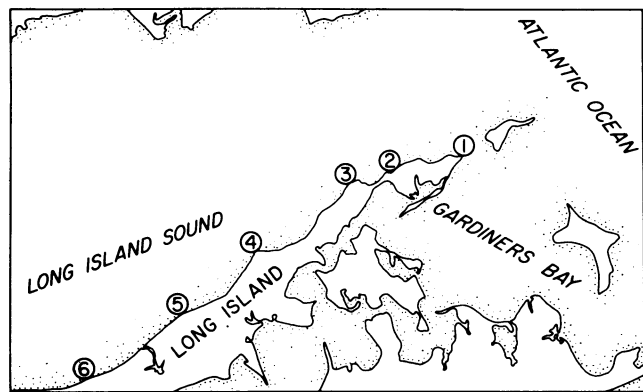 ATLANTIC OCEAN
1
2
3
GARDINERS BAY
4
LONG ISLAND SOUND
5
LONG ISLAND
6